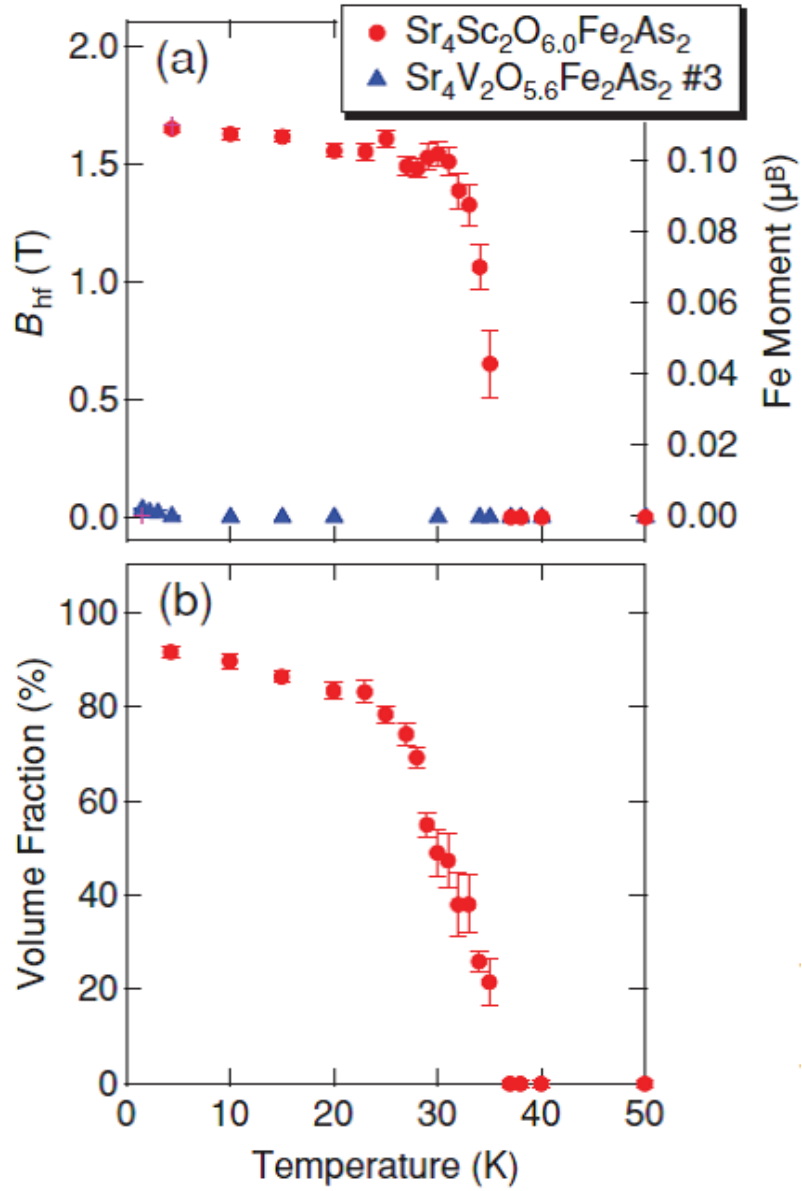 Sr₄Sc₂O₆.₀Fe₂As₂
Sr₄V₂O₅.₆Fe₂As₂ #3
(a)
2.0
1.5
1.0
0.5
0.0
B_hf (T)
0.10
0.08
0.06
0.04
0.02
0.00
Fe Moment (µᴮ)
(b)
100
80
60
40
20
0
Volume Fraction (%)
0 10 20 30 40 50
Temperature (K)